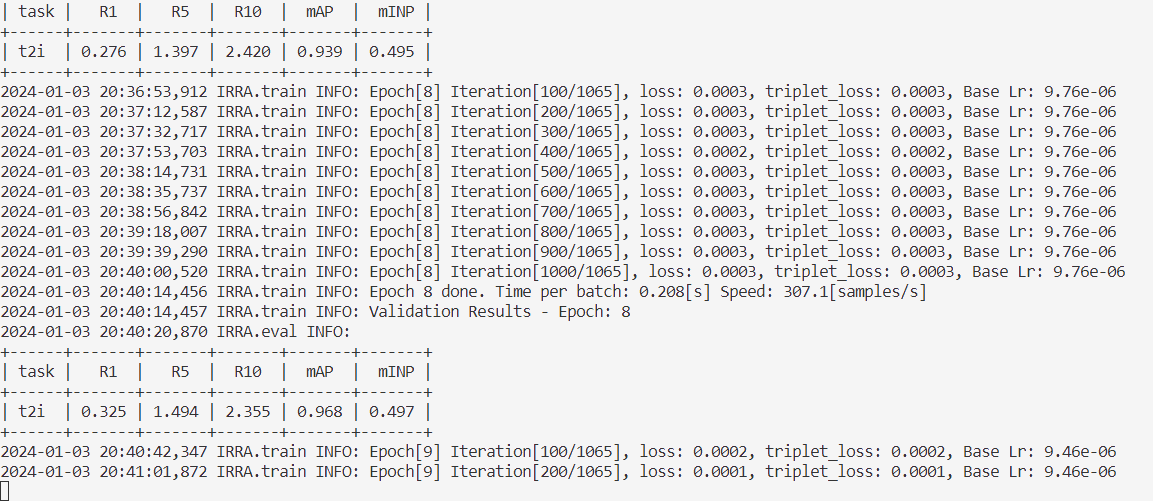 | task |   R1  |   R5  |  R10  |  mAP  |  mINP |
+------+-------+-------+-------+-------+-------+
| t2i  | 0.276 | 1.397 | 2.420 | 0.939 | 0.495 |
+------+-------+-------+-------+-------+-------+
2024-01-03 20:36:53,912 IRRA.train INFO: Epoch[8] Iteration[100/1065], loss: 0.0003, triplet_loss: 0.0003, Base Lr: 9.76e-06
2024-01-03 20:37:12,587 IRRA.train INFO: Epoch[8] Iteration[200/1065], loss: 0.0003, triplet_loss: 0.0003, Base Lr: 9.76e-06
2024-01-03 20:37:32,717 IRRA.train INFO: Epoch[8] Iteration[300/1065], loss: 0.0003, triplet_loss: 0.0003, Base Lr: 9.76e-06
2024-01-03 20:37:53,703 IRRA.train INFO: Epoch[8] Iteration[400/1065], loss: 0.0002, triplet_loss: 0.0002, Base Lr: 9.76e-06
2024-01-03 20:38:14,731 IRRA.train INFO: Epoch[8] Iteration[500/1065], loss: 0.0003, triplet_loss: 0.0003, Base Lr: 9.76e-06
2024-01-03 20:38:35,737 IRRA.train INFO: Epoch[8] Iteration[600/1065], loss: 0.0003, triplet_loss: 0.0003, Base Lr: 9.76e-06
2024-01-03 20:38:56,842 IRRA.train INFO: Epoch[8] Iteration[700/1065], loss: 0.0003, triplet_loss: 0.0003, Base Lr: 9.76e-06
2024-01-03 20:39:18,007 IRRA.train INFO: Epoch[8] Iteration[800/1065], loss: 0.0003, triplet_loss: 0.0003, Base Lr: 9.76e-06
2024-01-03 20:39:39,290 IRRA.train INFO: Epoch[8] Iteration[900/1065], loss: 0.0003, triplet_loss: 0.0003, Base Lr: 9.76e-06
2024-01-03 20:40:00,520 IRRA.train INFO: Epoch[8] Iteration[1000/1065], loss: 0.0003, triplet_loss: 0.0003, Base Lr: 9.76e-06
2024-01-03 20:40:14,456 IRRA.train INFO: Epoch 8 done. Time per batch: 0.208[s] Speed: 307.1[samples/s]
2024-01-03 20:40:14,457 IRRA.train INFO: Validation Results - Epoch: 8
2024-01-03 20:40:20,870 IRRA.eval INFO:
+------+-------+-------+-------+-------+-------+
| task |   R1  |   R5  |  R10  |  mAP  |  mINP |
+------+-------+-------+-------+-------+-------+
| t2i  | 0.325 | 1.494 | 2.355 | 0.968 | 0.497 |
+------+-------+-------+-------+-------+-------+
2024-01-03 20:40:42,347 IRRA.train INFO: Epoch[9] Iteration[100/1065], loss: 0.0002, triplet_loss: 0.0002, Base Lr: 9.46e-06
2024-01-03 20:41:01,872 IRRA.train INFO: Epoch[9] Iteration[200/1065], loss: 0.0001, triplet_loss: 0.0001, Base Lr: 9.46e-06